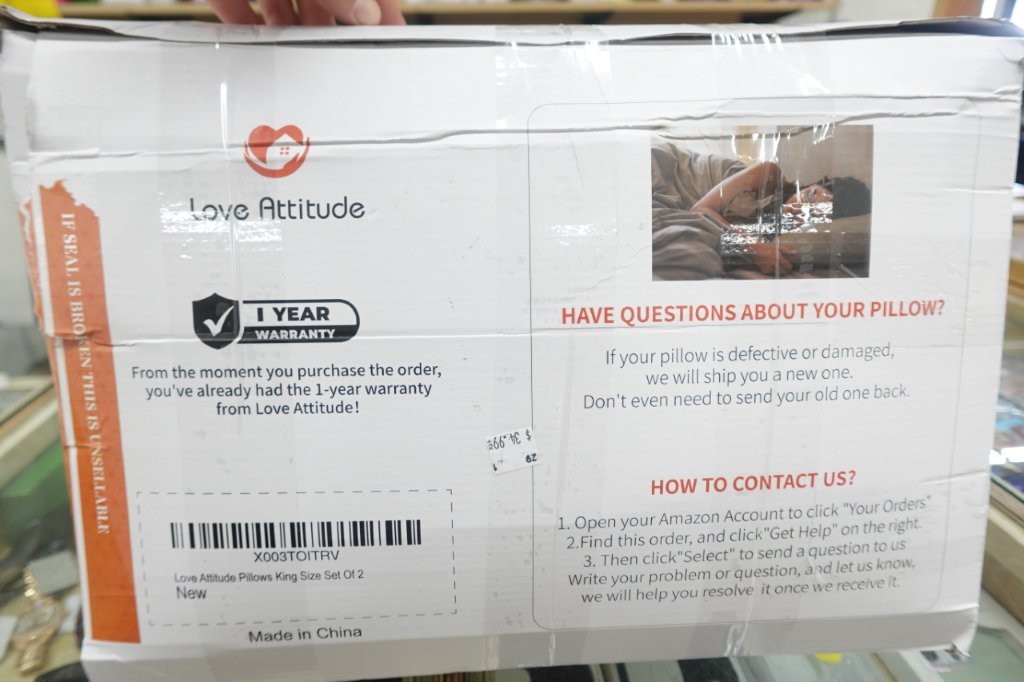 Love Attitude
1 YEAR
WARRANTY
From the moment you purchase the order,
you've already had the 1-year warranty
from Love Attitude!
IF SEAL IS BROKEN THIS IS UNSELLABLE
X003TOITRV
Love Attitude Pillows King Size Set Of 2
New
Made in China
$ 34.99
HAVE QUESTIONS ABOUT YOUR PILLOW?
If your pillow is defective or damaged,
we will ship you a new one.
Don't even need to send your old one back.
HOW TO CONTACT US?
1. Open your Amazon Account to click "Your Orders"
2.Find this order, and click"Get Help" on the right.
3. Then click"Select" to send a question to us
Write your problem or question, and let us know,
we will help you resolve it once we receive it.